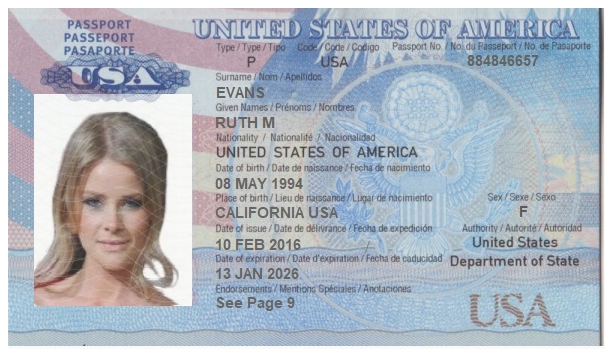 PASSPORT
PASSEPORT
PASAPORTE
USA
UNITED STATES OF AMERICA
Type / Type / Tipo Code / Code / Codigo Passport No. / No. du Passeport / No. de Pasaporte
P USA 884846657
Surname / Nom / Apellidos
EVANS
Given Names / Prénoms / Nombres
RUTH M
Nationality / Nationalité / Nacionalidad
UNITED STATES OF AMERICA
Date of birth / Date de naissance / Fecha de nacimiento
08 MAY 1994
Place of birth / Lieu de naissance / Lugar de nacimiento Sex / Sexe / Sexo
CALIFORNIA USA F
Date of issue / Date de délivrance / Fecha de expedición Authority / Autorité / Autoridad
10 FEB 2016 United States
Date of expiration / Date d'expiration / Fecha de caducidad Department of State
13 JAN 2026
Endorsements / Mentions Spéciales / Anotaciones
See Page 9
USA